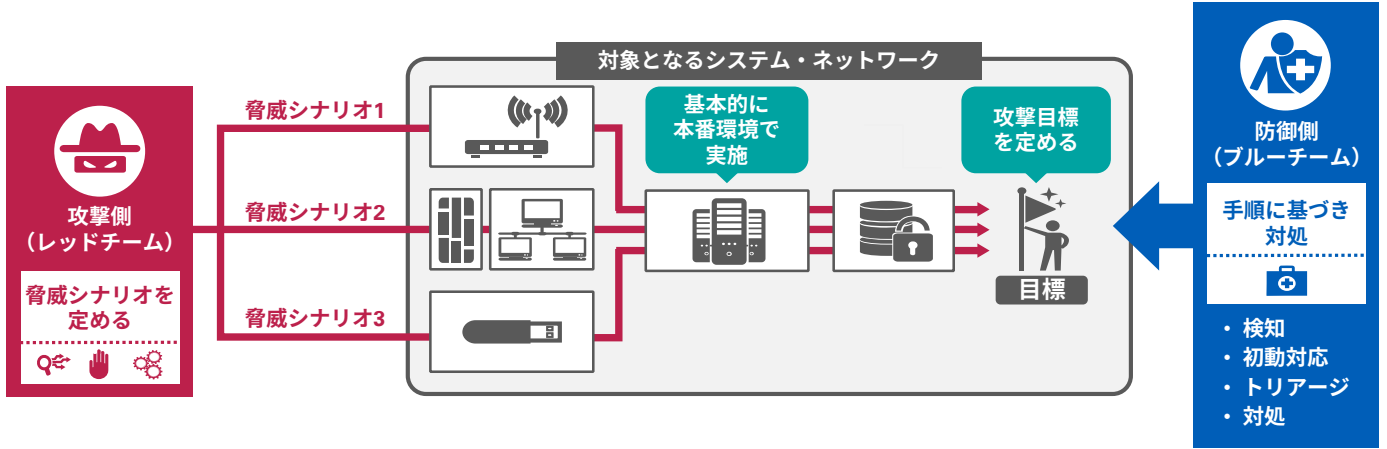 攻撃側
（レッドチーム）
脅威シナリオを
定める
脅威シナリオ1
脅威シナリオ2
脅威シナリオ3
対象となるシステム・ネットワーク
基本的に
本番環境で
実施
攻撃目標
を定める
目標
防御側
（ブルーチーム）
手順に基づき
対処
・ 検知
・ 初動対応
・ トリアージ
・ 対処